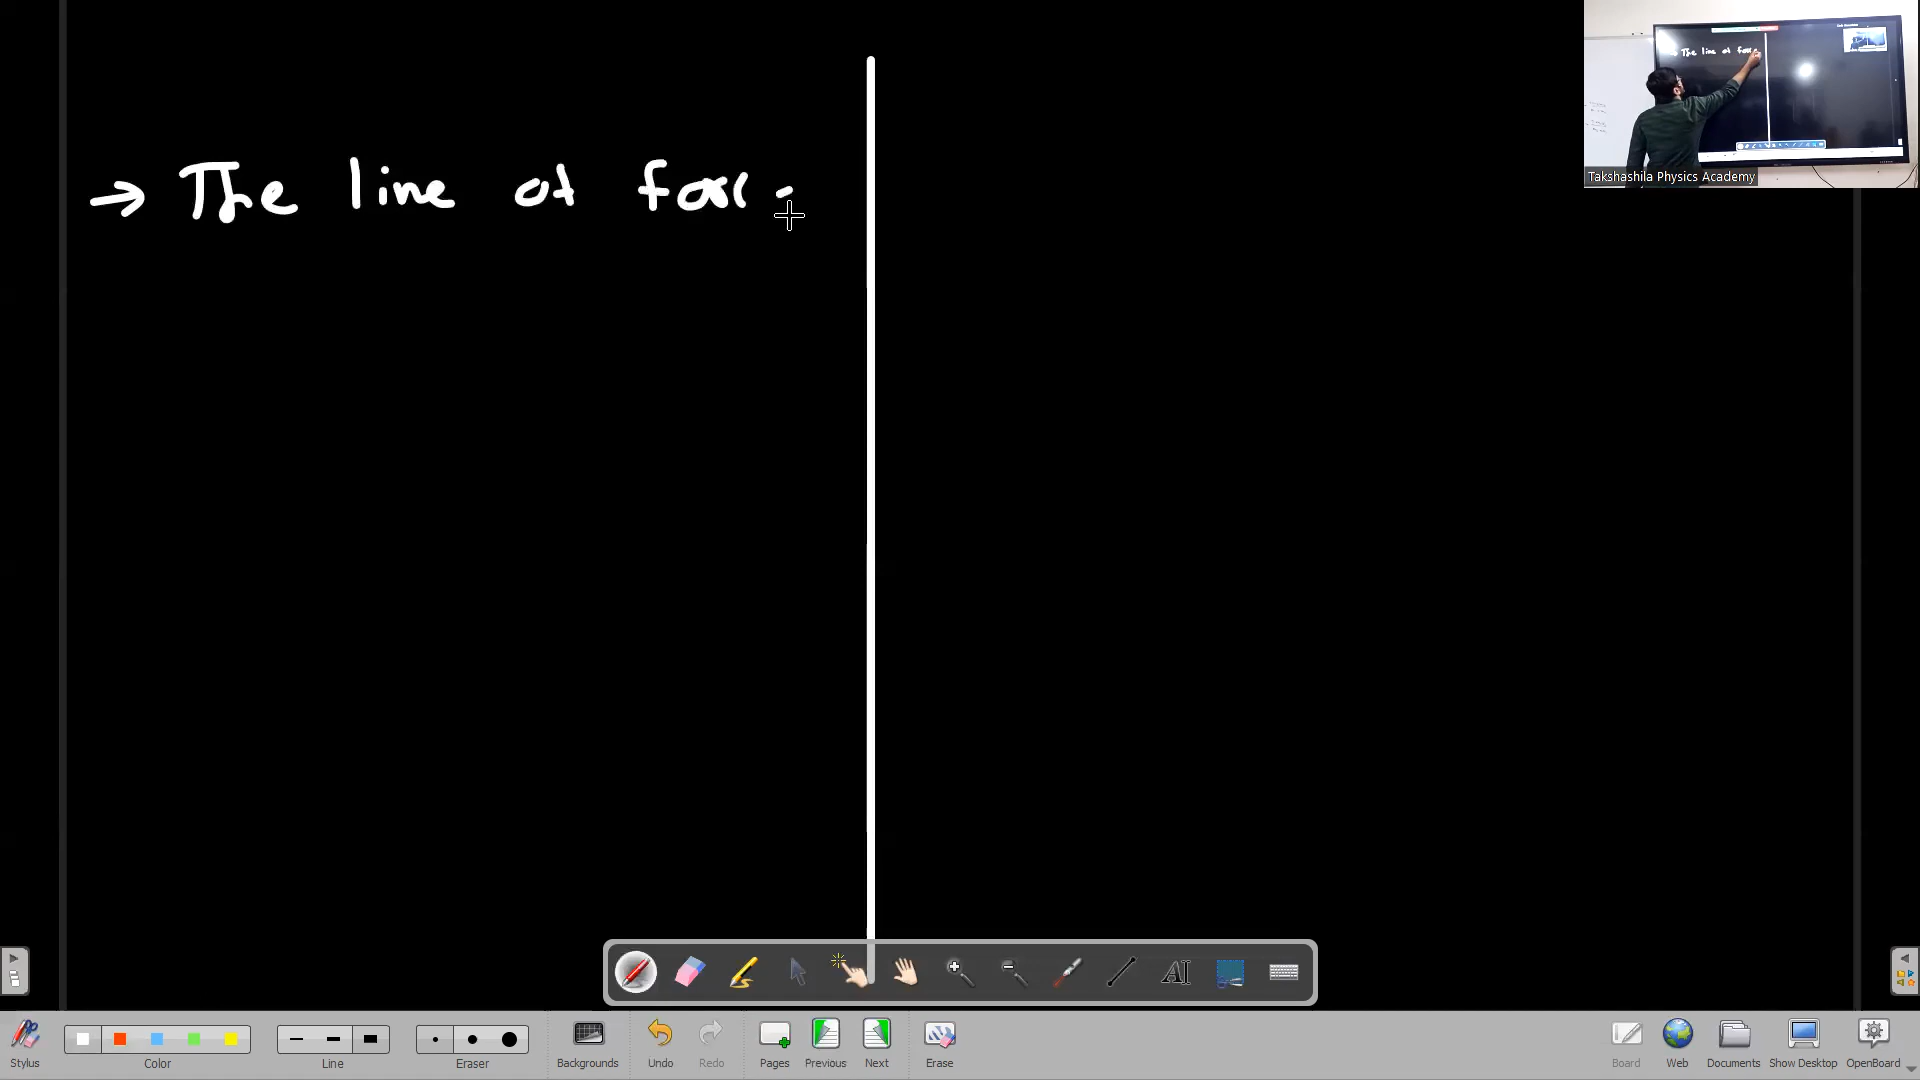 → The line of forc
Takshashila Physics Academy
Stylus
Color
Line
Eraser
Backgrounds
Undo
Redo
Pages
Previous
Next
Erase
Board
Web
Documents
Show Desktop
OpenBoard